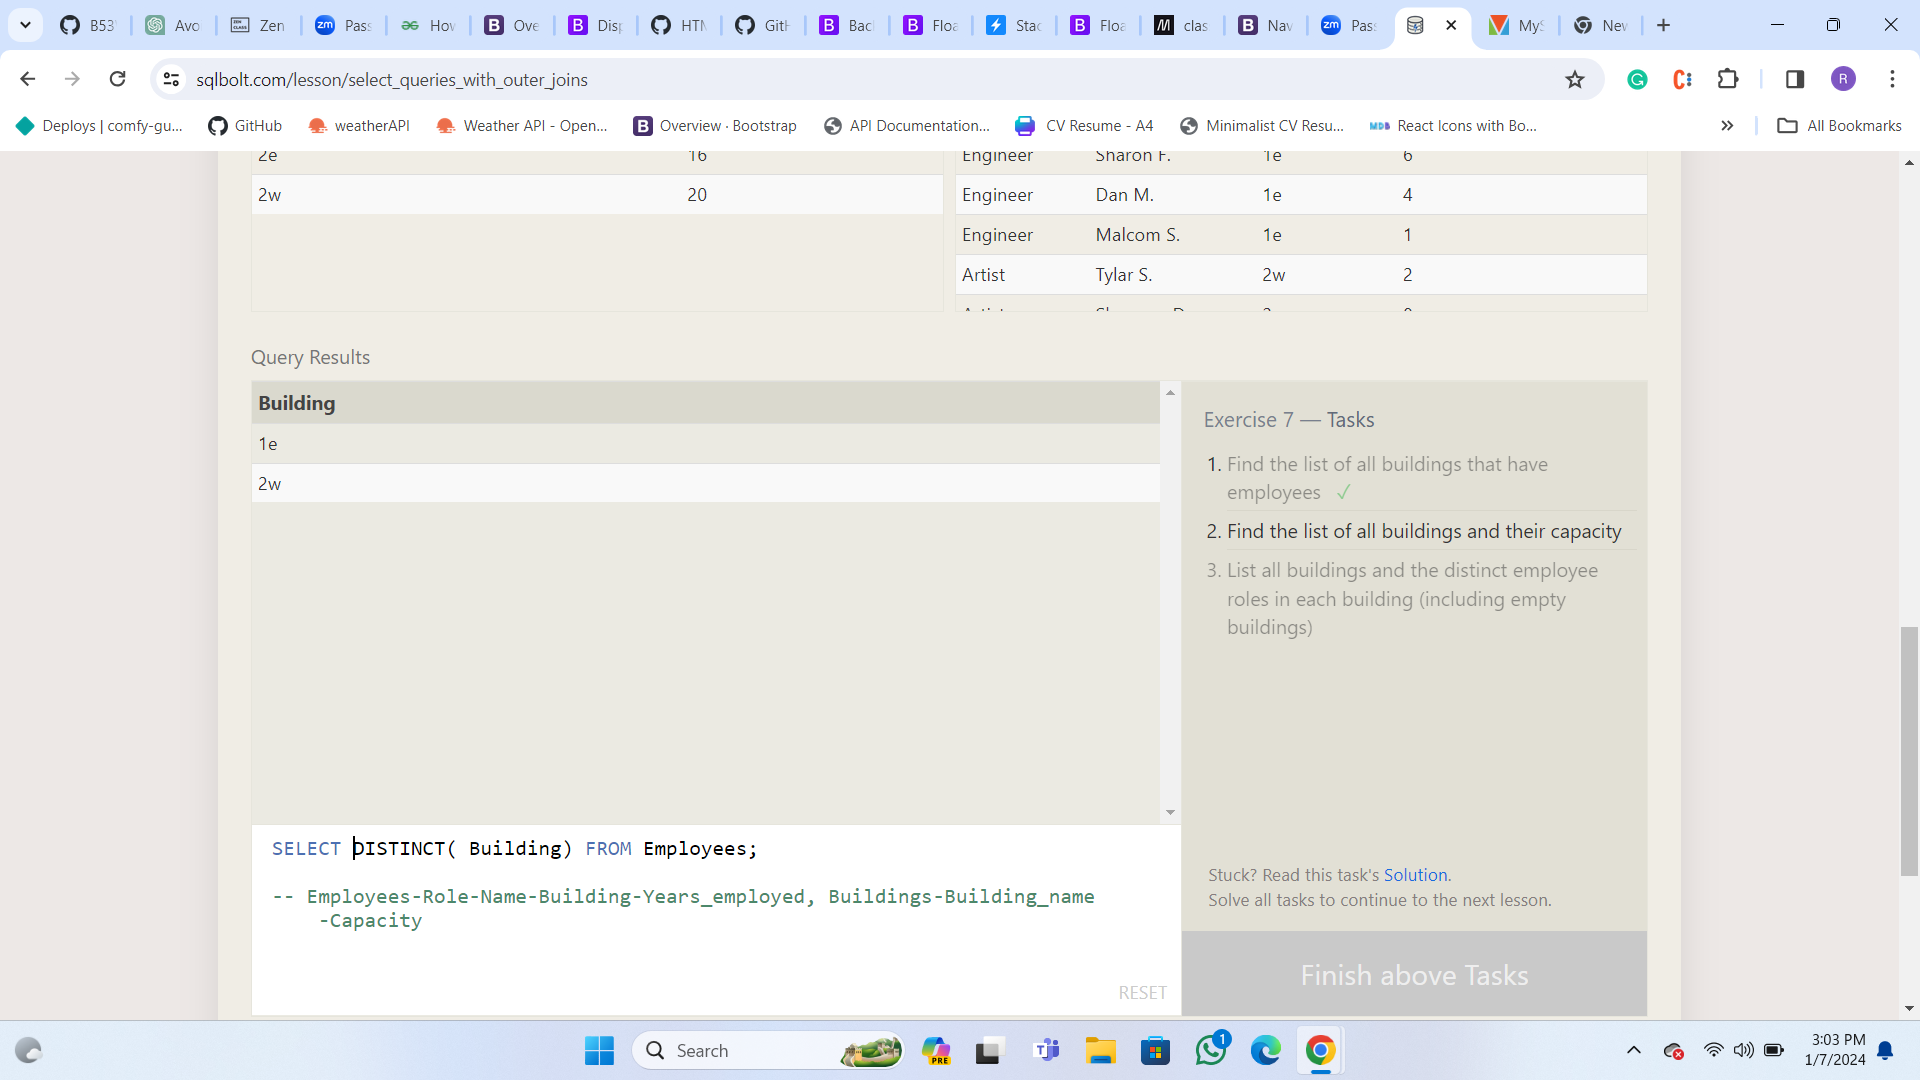 B53
Avo
Zen
Pass
Hov
Ove
Disp
HTM
GitH
Bac
Floa
Stac
Floa
clas
Nav
Pass
MyS
New
sqlbolt.com/lesson/select_queries_with_outer_joins
R
Deploys | comfy-gu...
GitHub
weatherAPI
Weather API - Open...
Overview · Bootstrap
API Documentation...
CV Resume - A4
Minimalist CV Resu...
React Icons with Bo...
All Bookmarks
2e 16
2w 20
Engineer Sharon F. 1e 6
Engineer Dan M. 1e 4
Engineer Malcom S. 1e 1
Artist Tylar S. 2w 2
Query Results
Building
1e
2w
Exercise 7 — Tasks
1. Find the list of all buildings that have
employees ✓
2. Find the list of all buildings and their capacity
3. List all buildings and the distinct employee
roles in each building (including empty
buildings)
SELECT DISTINCT( Building) FROM Employees;
-- Employees-Role-Name-Building-Years_employed, Buildings-Building_name
-Capacity
RESET
Stuck? Read this task's Solution.
Solve all tasks to continue to the next lesson.
Finish above Tasks
Search
PRE
1
3:03 PM
1/7/2024